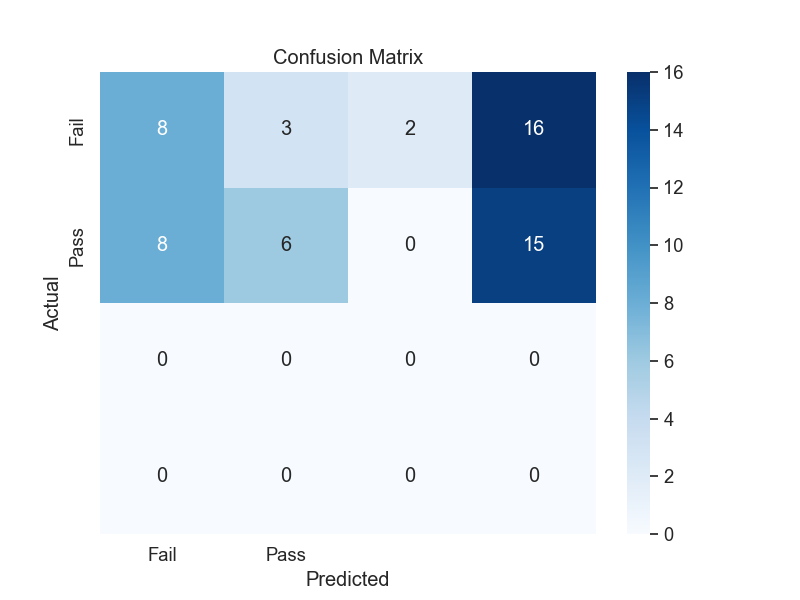 Confusion Matrix
Fail 8 3 2 16
Pass 8 6 0 15
0 0 0 0
0 0 0 0
Fail Pass
Predicted
Actual
16
14
12
10
8
6
4
2
0